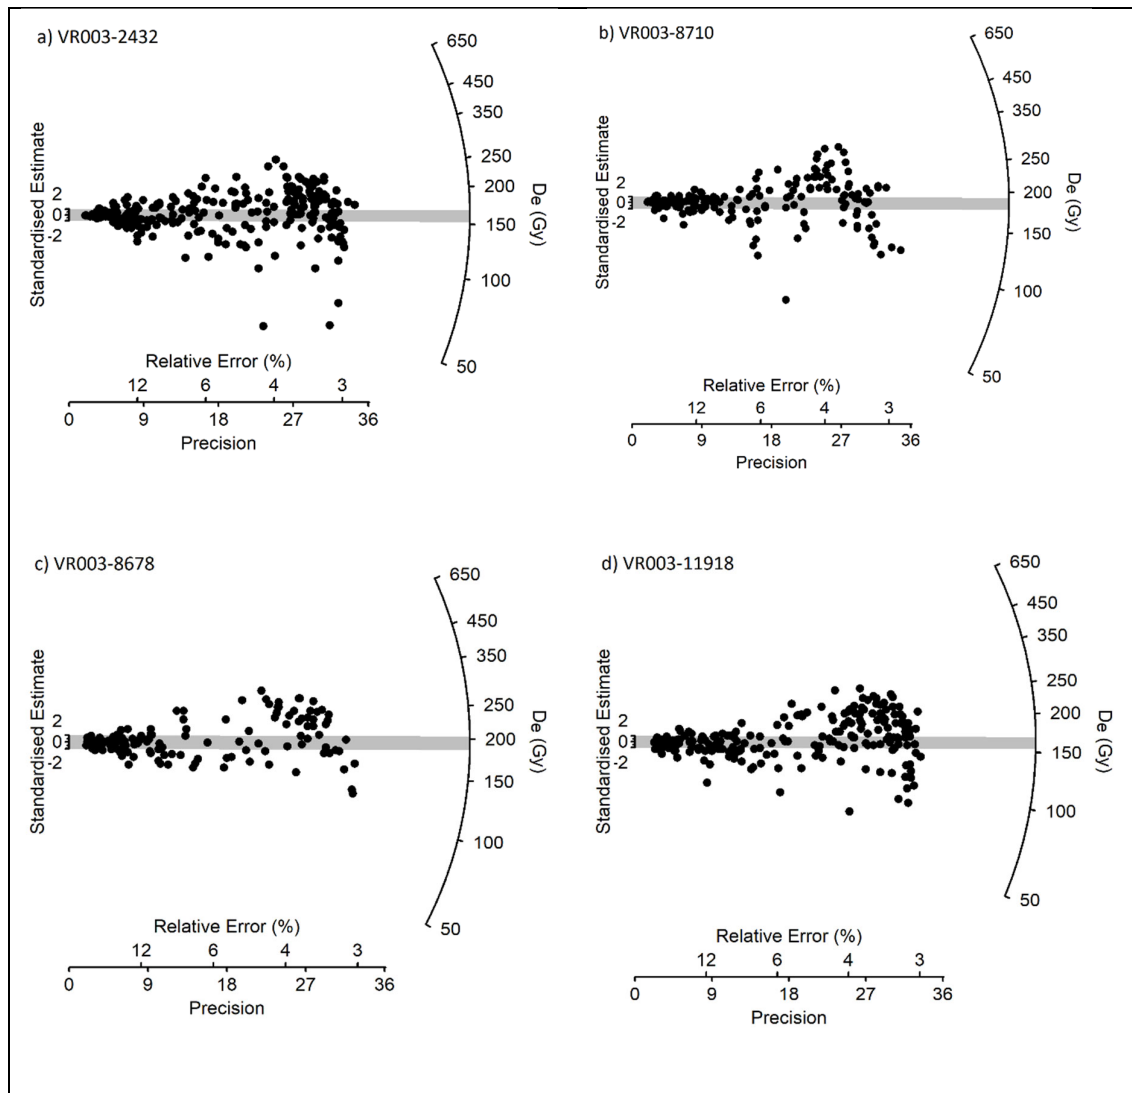 a) VR003-2432
650
450
350
250
200
150
100
50
De (Gy)
Standardised Estimate
2
0
-2
Relative Error (%)
12 6 4 3
0 9 18 27 36
Precision
b) VR003-8710
650
450
350
250
200
150
100
50
De (Gy)
Standardised Estimate
2
0
-2
Relative Error (%)
12 6 4 3
0 9 18 27 36
Precision
c) VR003-8678
650
450
350
250
200
150
100
50
De (Gy)
Standardised Estimate
2
0
-2
Relative Error (%)
12 6 4 3
0 9 18 27 36
Precision
d) VR003-11918
650
450
350
250
200
150
100
50
De (Gy)
Standardised Estimate
2
0
-2
Relative Error (%)
12 6 4 3
0 9 18 27 36
Precision